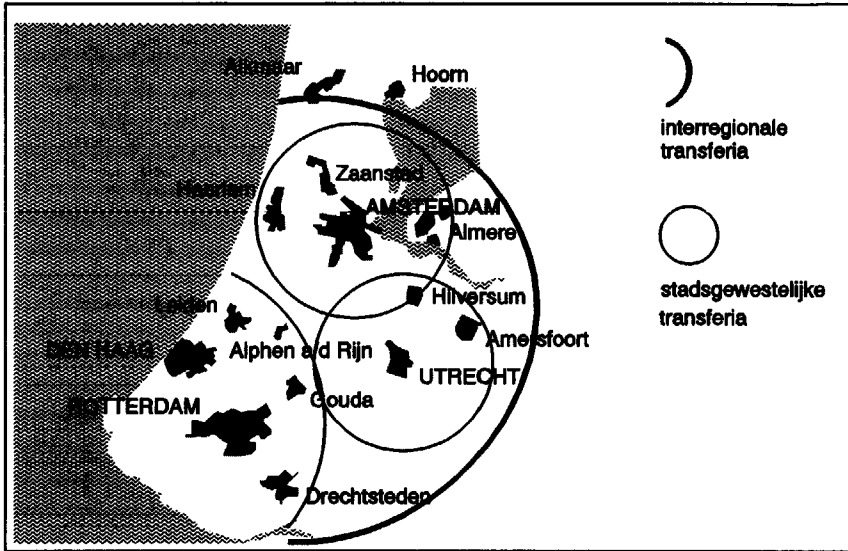 Alkmaar
Hoorn
interregionale
transferia
Zaanstad
Haarlem
AMSTERDAM
Almere
stadsgewestelijke
transferia
Hilversum
Leiden
Amersfoort
DEN HAAG
Alphen a/d Rijn
UTRECHT
Gouda
ROTTERDAM
Drechtsteden